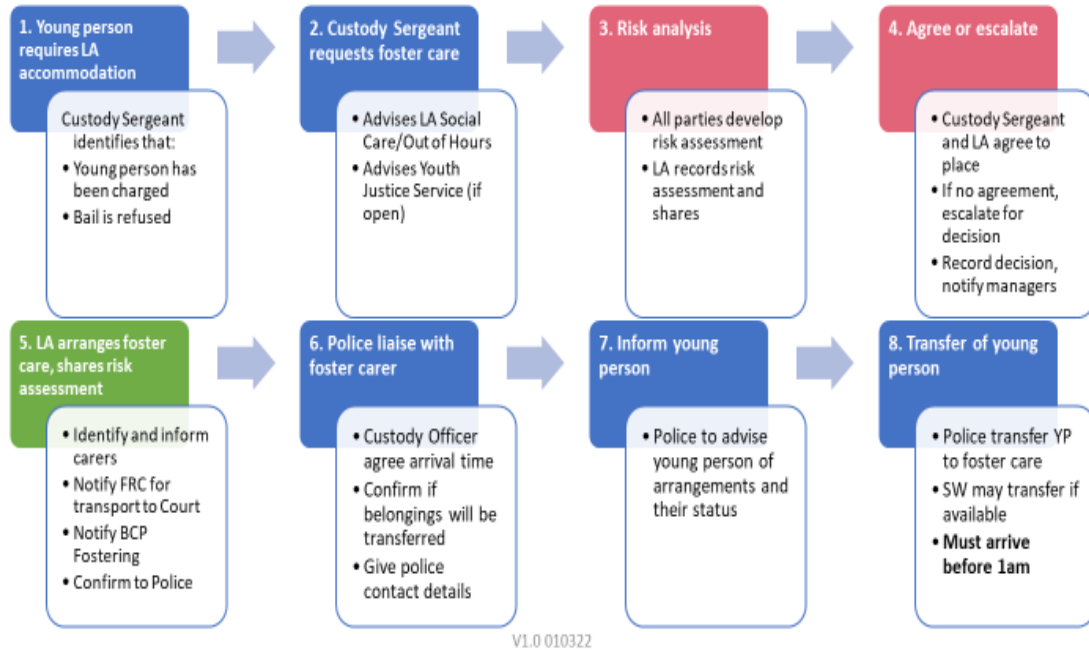 1. Young person
requires LA
accommodation
Custody Sergeant
identifies that:
• Young person has
been charged
• Bail is refused
2. Custody Sergeant
requests foster care
• Advises LA Social
Care/Out of Hours
• Advises Youth
Justice Service (if
open)
3. Risk analysis
• All parties develop
risk assessment
• LA records risk
assessment and
shares
4. Agree or escalate
• Custody Sergeant
and LA agree to
place
• If no agreement,
escalate for
decision
• Record decision,
notify managers
5. LA arranges foster
care, shares risk
assessment
• Identify and inform
carers
• Notify FRC for
transport to Court
• Notify BCP
Fostering
• Confirm to Police
6. Police liaise with
foster carer
• Custody Officer
agree arrival time
• Confirm if
belongings will be
transferred
• Give police
contact details
7. Inform young
person
• Police to advise
young person of
arrangements and
their status
8. Transfer of young
person
• Police transfer YP
to foster care
• SW may transfer if
available
• Must arrive
before 1am
V1.0 010322